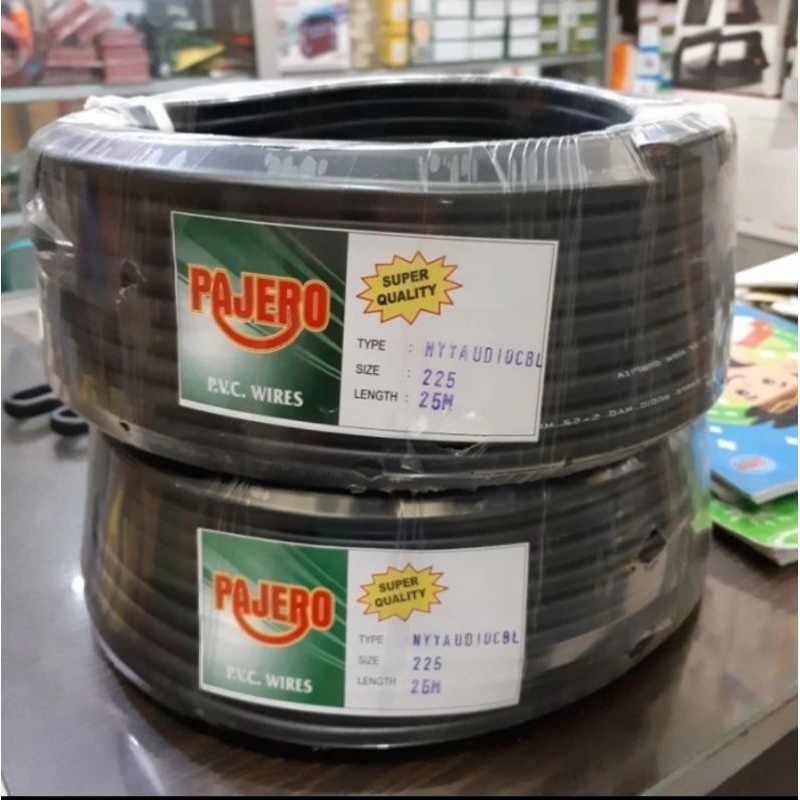 PAJERO
P.V.C. WIRES
SUPER
QUALITY
TYPE : NYYAUDIOCBL
SIZE : 225
LENGTH : 25M
PAJERO
P.V.C. WIRES
SUPER
QUALITY
TYPE : NYYAUDIOCBL
SIZE 225
LENGTH 25M